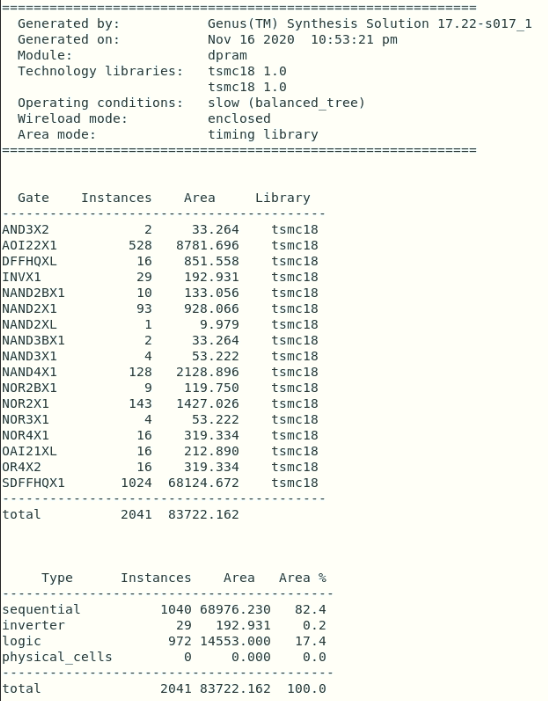 ============================================================
  Generated by:           Genus(TM) Synthesis Solution 17.22-s017_1
  Generated on:           Nov 16 2020  10:53:21 pm
  Module:                 dpram
  Technology libraries:   tsmc18 1.0
                          tsmc18 1.0
  Operating conditions:   slow (balanced_tree)
  Wireload mode:          enclosed
  Area mode:              timing library
============================================================
  Gate    Instances    Area     Library
-----------------------------------------
AND3X2            2     33.264    tsmc18
AOI22X1         528   8781.696    tsmc18
DFFHQXL          16    851.558    tsmc18
INVX1            29    192.931    tsmc18
NAND2BX1         10    133.056    tsmc18
NAND2X1          93    928.066    tsmc18
NAND2XL           1      9.979    tsmc18
NAND3BX1          2     33.264    tsmc18
NAND3X1           4     53.222    tsmc18
NAND4X1         128   2128.896    tsmc18
NOR2BX1           9    119.750    tsmc18
NOR2X1          143   1427.026    tsmc18
NOR3X1            4     53.222    tsmc18
NOR4X1           16    319.334    tsmc18
OAI21XL          16    212.890    tsmc18
OR4X2            16    319.334    tsmc18
SDFFHQX1       1024  68124.672    tsmc18
-----------------------------------------
total          2041  83722.162
     Type      Instances    Area   Area %
------------------------------------------
sequential          1040 68976.230   82.4
inverter              29   192.931    0.2
logic                972 14553.000   17.4
physical_cells         0     0.000    0.0
------------------------------------------
total               2041 83722.162  100.0